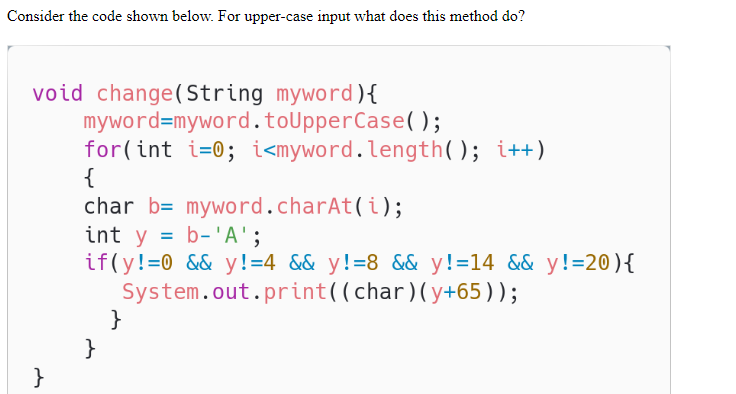 Consider the code shown below. For upper-case input what does this method do?
void change(String myword){
myword=myword.toUpperCase();
for(int i=0; i<myword.length(); i++)
{
char b= myword.charAt(i);
int y = b-'A';
if(y!=0 && y!=4 && y!=8 && y!=14 && y!=20){
System.out.print((char)(y+65));
}
}
}